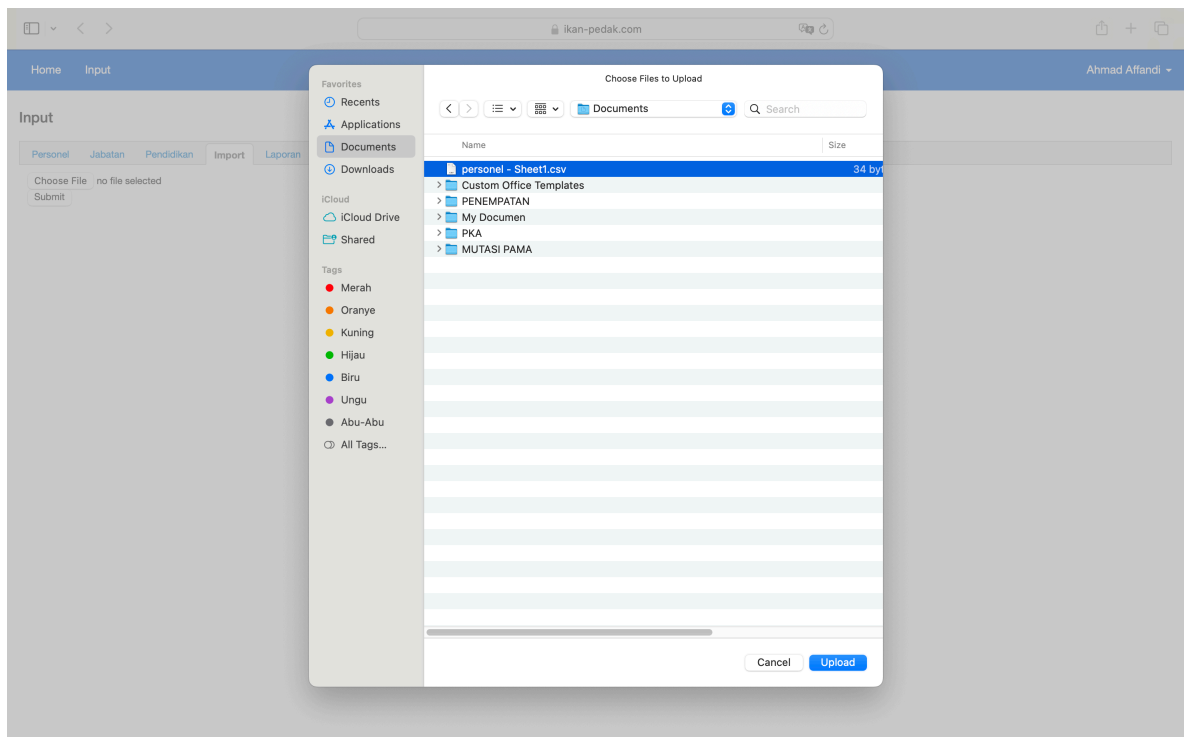 ikan-pedak.com
Home Input Ahmad Affandi
Input
Personel Jabatan Pendidikan Import Laporan
Choose File no file selected
Submit
Favorites
Recents
Applications
Documents
Downloads
iCloud
iCloud Drive
Shared
Tags
Merah
Oranye
Kuning
Hijau
Biru
Ungu
Abu-Abu
All Tags...
Choose Files to Upload
Documents Search
Name Size
personel - Sheet1.csv 34 byt
Custom Office Templates
PENEMPATAN
My Documen
PKA
MUTASI PAMA
Cancel Upload